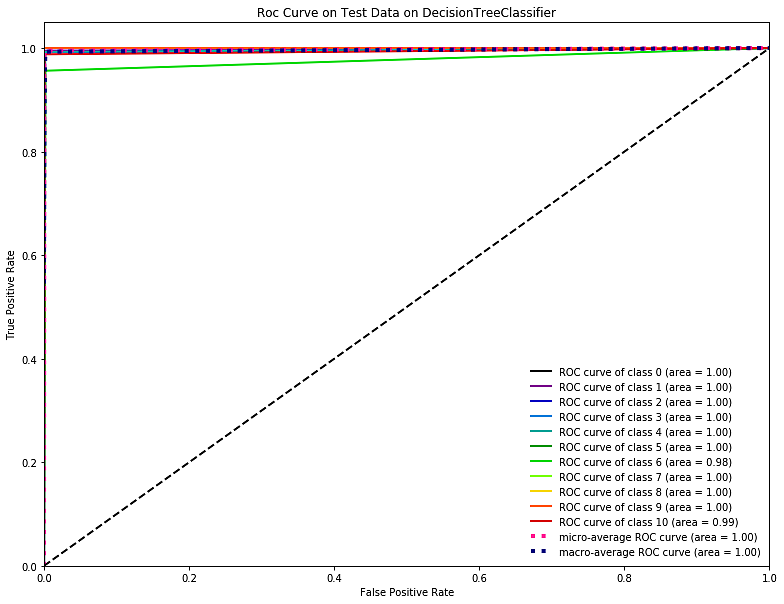 Roc Curve on Test Data on DecisionTreeClassifier
1.0
0.8
0.6
0.4
0.2
0.0
True Positive Rate
ROC curve of class 0 (area = 1.00)
ROC curve of class 1 (area = 1.00)
ROC curve of class 2 (area = 1.00)
ROC curve of class 3 (area = 1.00)
ROC curve of class 4 (area = 1.00)
ROC curve of class 5 (area = 1.00)
ROC curve of class 6 (area = 0.98)
ROC curve of class 7 (area = 1.00)
ROC curve of class 8 (area = 1.00)
ROC curve of class 9 (area = 1.00)
ROC curve of class 10 (area = 0.99)
micro-average ROC curve (area = 1.00)
macro-average ROC curve (area = 1.00)
0.0 0.2 0.4 0.6 0.8 1.0
False Positive Rate